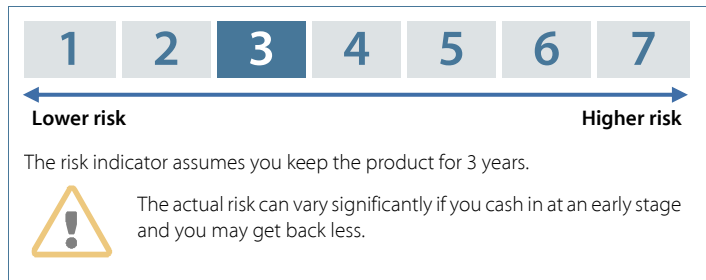 1 2 3 4 5 6 7
Lower risk Higher risk
The risk indicator assumes you keep the product for 3 years.
!
The actual risk can vary significantly if you cash in at an early stage
and you may get back less.